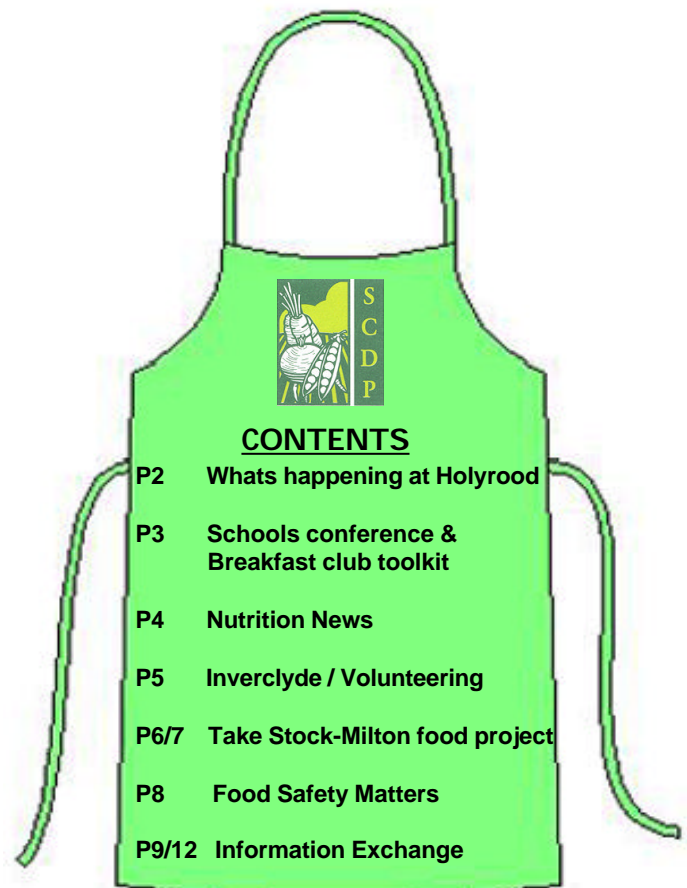 S
C
D
P
CONTENTS
P2 Whats happening at Holyrood
P3 Schools conference &
Breakfast club toolkit
P4 Nutrition News
P5 Inverclyde / Volunteering
P6/7 Take Stock-Milton food project
P8 Food Safety Matters
P9/12 Information Exchange